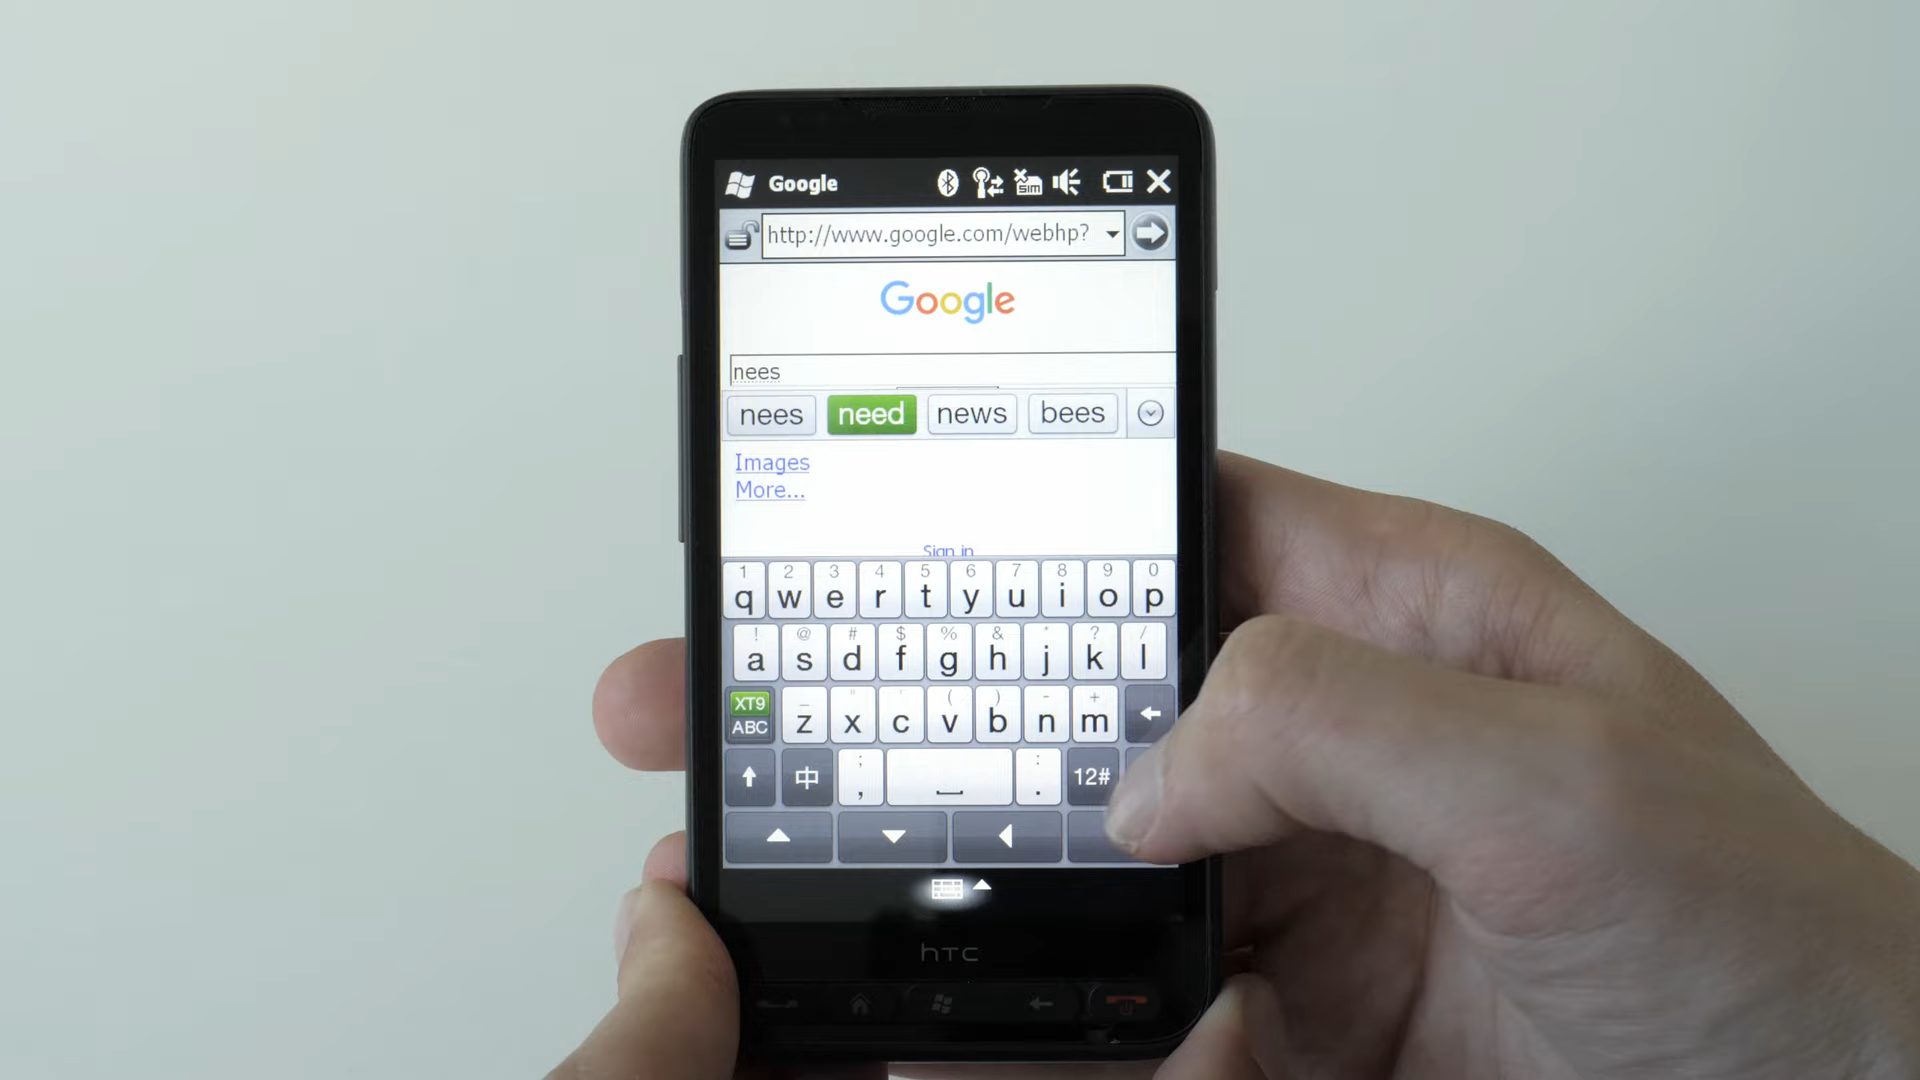 Google
SIM
http://www.google.com/webhp?
Google
nees
nees need news bees
Images
More...
Sign in
1 2 3 4 5 6 7 8 9 0
q w e r t y u i o p
! @ # $ % & * ? /
a s d f g h j k l
XT9 _ " ' ( ) - +
ABC z x c v b n m
; :
中 , . 12#
hTC